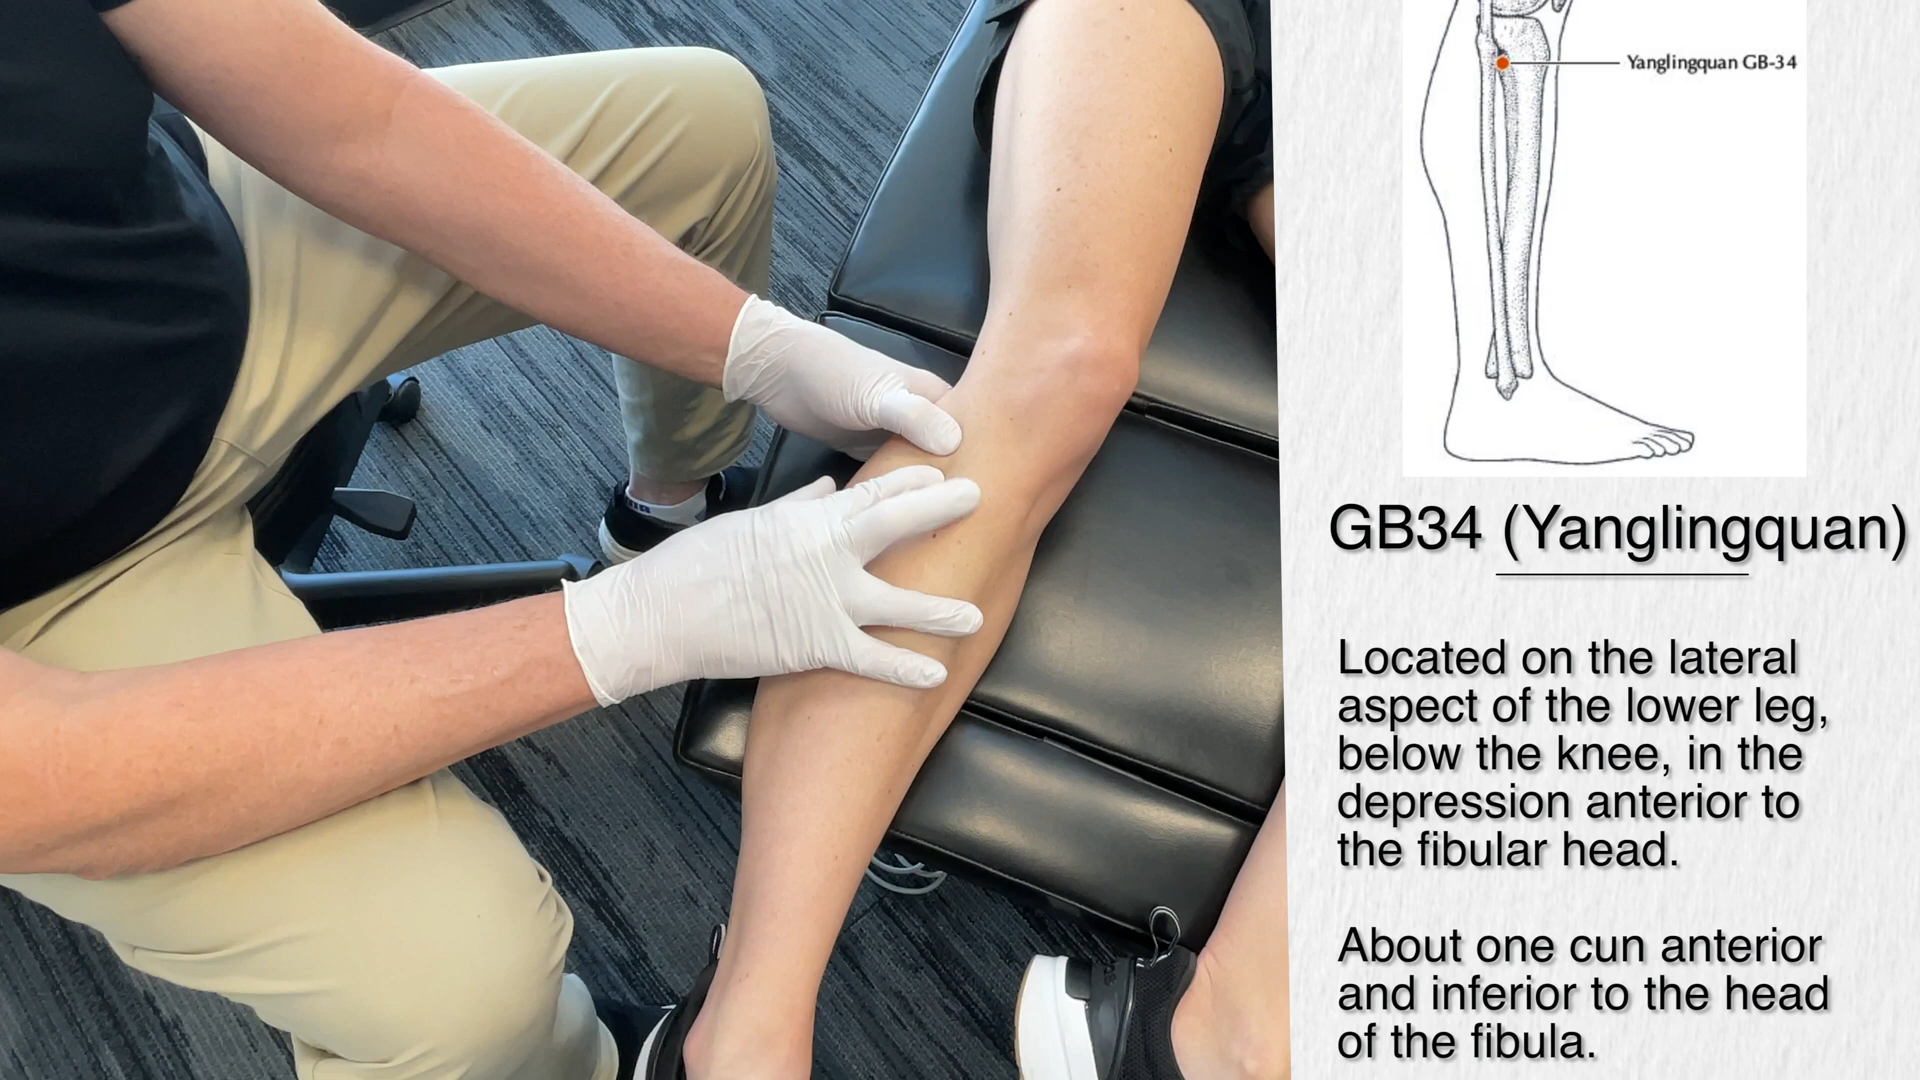 Yanglingquan GB-34
GB34 (Yanglingquan)
Located on the lateral
aspect of the lower leg,
below the knee, in the
depression anterior to
the fibular head.
About one cun anterior
and inferior to the head
of the fibula.